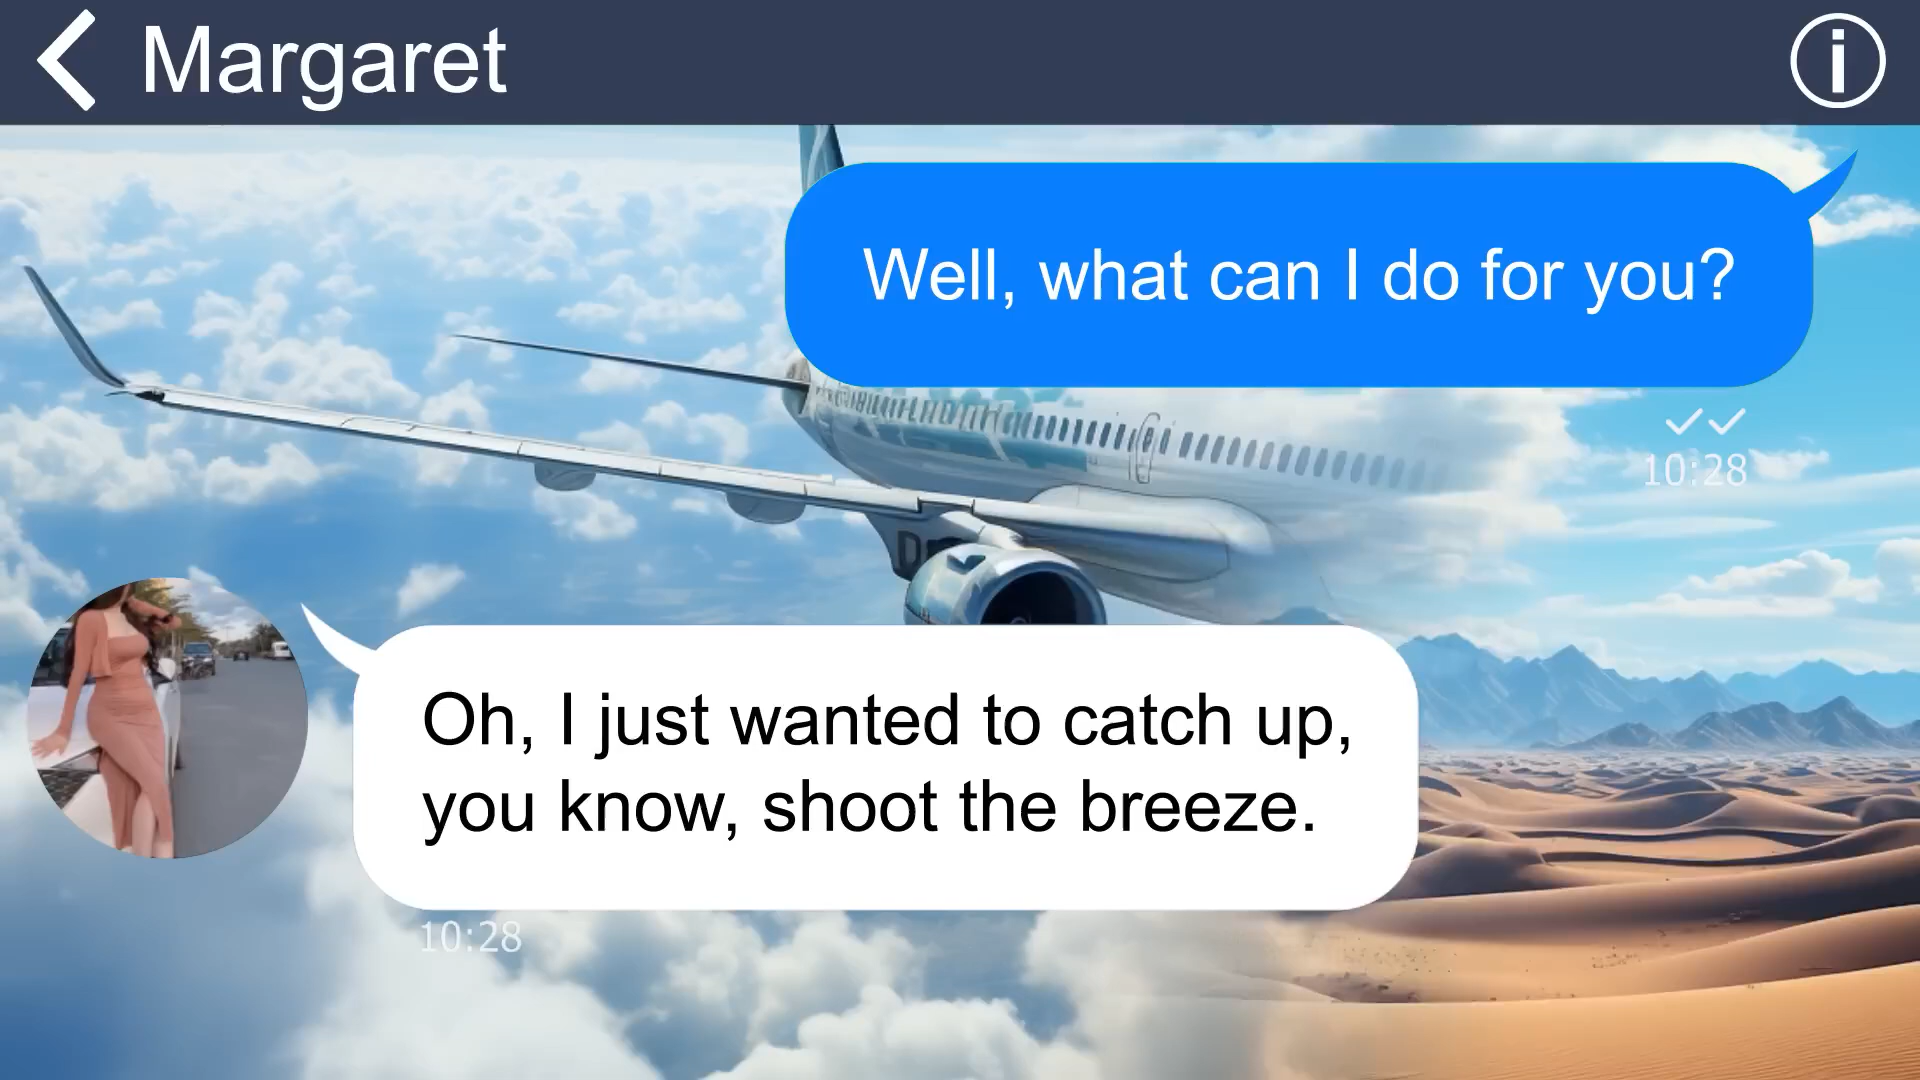 Margaret
Well, what can I do for you?
10:28
Oh, I just wanted to catch up,
you know, shoot the breeze.
10:28